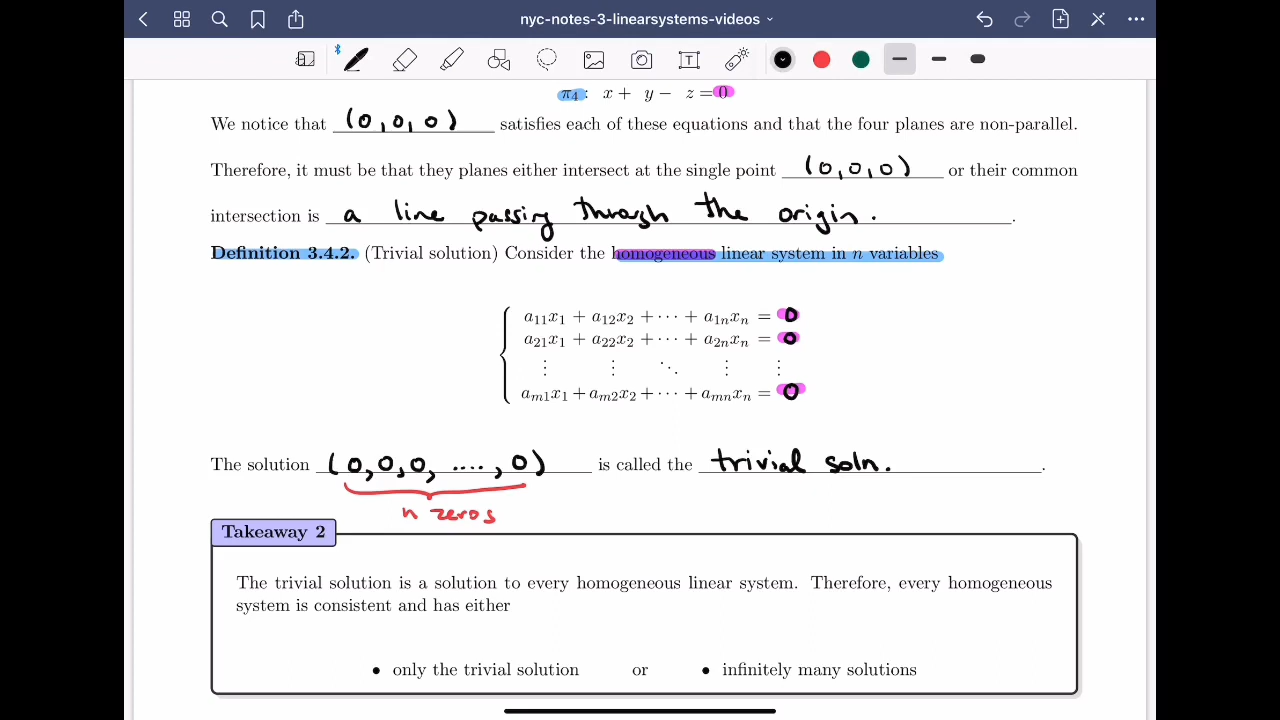 nyc-notes-3-linearsystems-videos
π₄: x + y − z = 0
We notice that (0,0,0) satisfies each of these equations and that the four planes are non-parallel.
Therefore, it must be that they planes either intersect at the single point (0,0,0) or their common
intersection is a line passing through the origin. .
Definition 3.4.2. (Trivial solution) Consider the homogeneous linear system in n variables
a₁₁x₁ + a₁₂x₂ + ··· + a₁ₙxₙ = 0
a₂₁x₁ + a₂₂x₂ + ··· + a₂ₙxₙ = 0
⋮ ⋮ ⋱ ⋮ ⋮
aₘ₁x₁ + aₘ₂x₂ + ··· + aₘₙxₙ = 0
The solution (0,0,0, ...., 0) is called the trivial soln. .
n zeros
Takeaway 2
The trivial solution is a solution to every homogeneous linear system. Therefore, every homogeneous
system is consistent and has either
• only the trivial solution or • infinitely many solutions